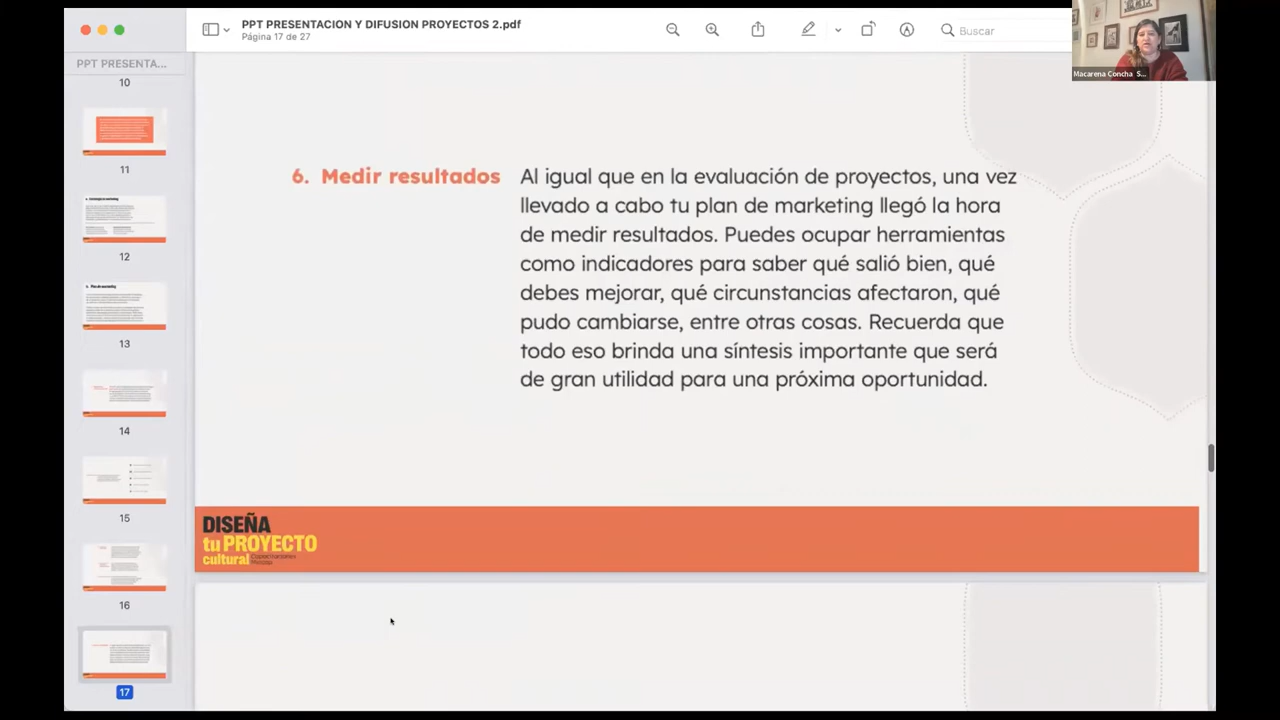 PPT PRESENTACION Y DIFUSION PROYECTOS 2.pdf
Página 17 de 27
Buscar
Macarena Concha S...
PPT PRESENTA...
10
11
12
13
14
15
16
17
6. Medir resultados
Al igual que en la evaluación de proyectos, una vez
llevado a cabo tu plan de marketing llegó la hora
de medir resultados. Puedes ocupar herramientas
como indicadores para saber qué salió bien, qué
debes mejorar, qué circunstancias afectaron, qué
pudo cambiarse, entre otras cosas. Recuerda que
todo eso brinda una síntesis importante que será
de gran utilidad para una próxima oportunidad.
DISEÑA
tu PROYECTO
cultural